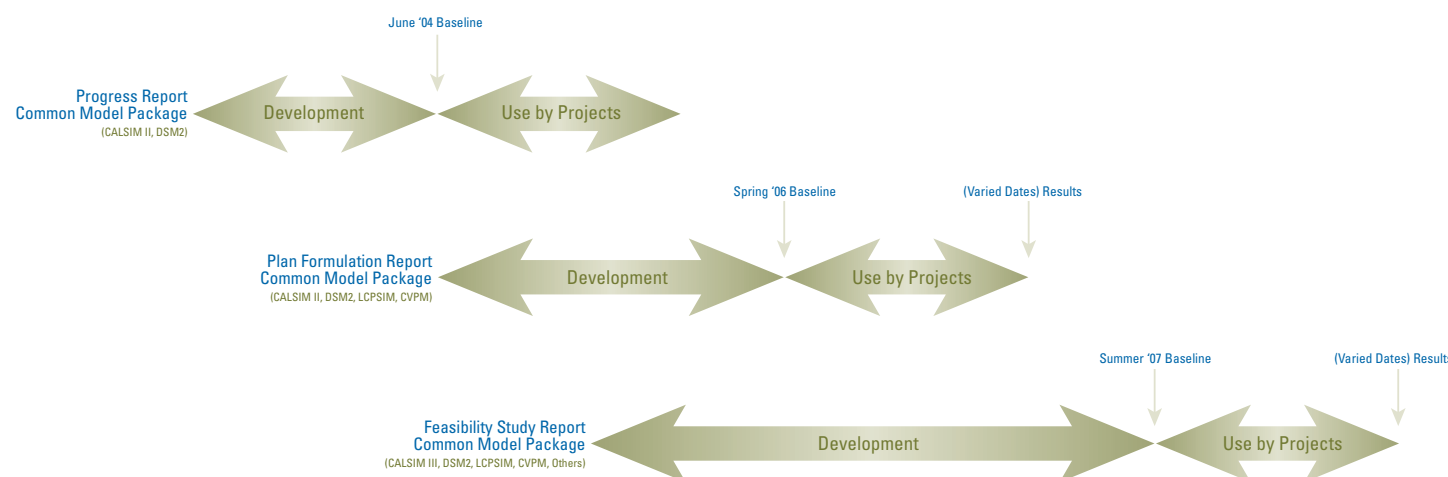 June ‘04 Baseline
Progress Report
Common Model Package
(CALSIM II, DSM2)
Development
Use by Projects
Spring ‘06 Baseline
(Varied Dates) Results
Plan Formulation Report
Common Model Package
(CALSIM II, DSM2, LCPSIM, CVPM)
Development
Use by Projects
Summer ‘07 Baseline
(Varied Dates) Results
Feasibility Study Report
Common Model Package
(CALSIM III, DSM2, LCPSIM, CVPM, Others)
Development
Use by Projects